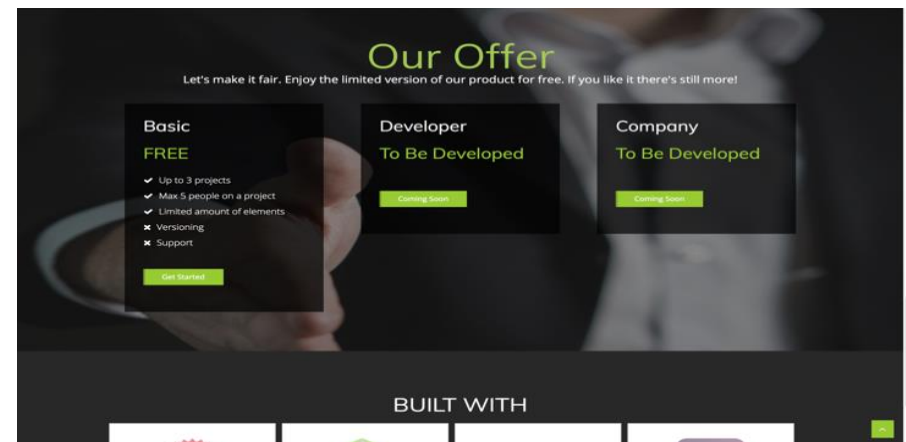 Our Offer
Let's make it fair. Enjoy the limited version of our product for free. If you like it there's still more!
Basic
FREE
Up to 3 projects
Max 5 people on a project
Limited amount of elements
Versioning
Support
Get Started
Developer
To Be Developed
Coming Soon
Company
To Be Developed
Coming Soon
BUILT WITH